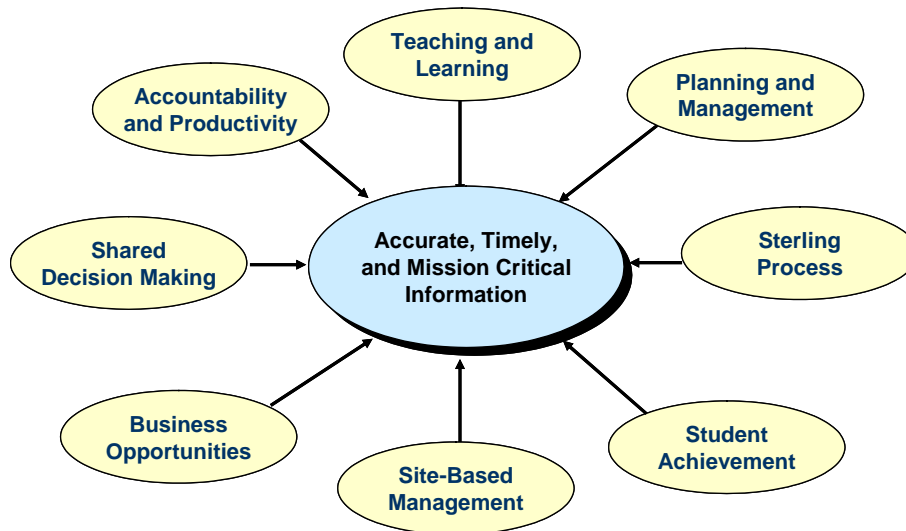 Teaching and
Learning
Accountability
and Productivity
Planning and
Management
Shared
Decision Making
Accurate, Timely,
and Mission Critical
Information
Sterling
Process
Business
Opportunities
Site-Based
Management
Student
Achievement